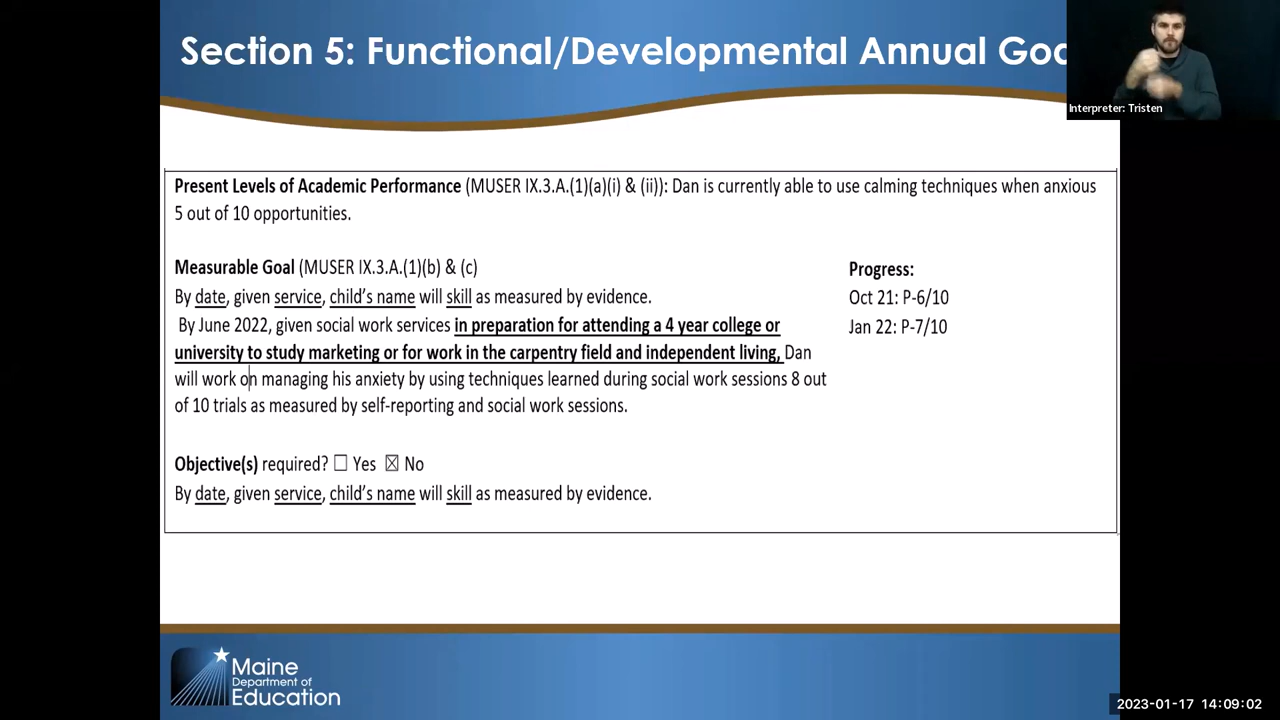 Section 5: Functional/Developmental Annual Goa
Interpreter: Tristen
Present Levels of Academic Performance (MUSER IX.3.A.(1)(a)(i) & (ii)): Dan is currently able to use calming techniques when anxious
5 out of 10 opportunities.
Measurable Goal (MUSER IX.3.A.(1)(b) & (c)
By date, given service, child's name will skill as measured by evidence.
By June 2022, given social work services in preparation for attending a 4 year college or
university to study marketing or for work in the carpentry field and independent living, Dan
will work on managing his anxiety by using techniques learned during social work sessions 8 out
of 10 trials as measured by self-reporting and social work sessions.
Progress:
Oct 21: P-6/10
Jan 22: P-7/10
Objective(s) required? ☐ Yes ☒ No
By date, given service, child's name will skill as measured by evidence.
Maine
Department of
Education
2023-01-17 14:09:02